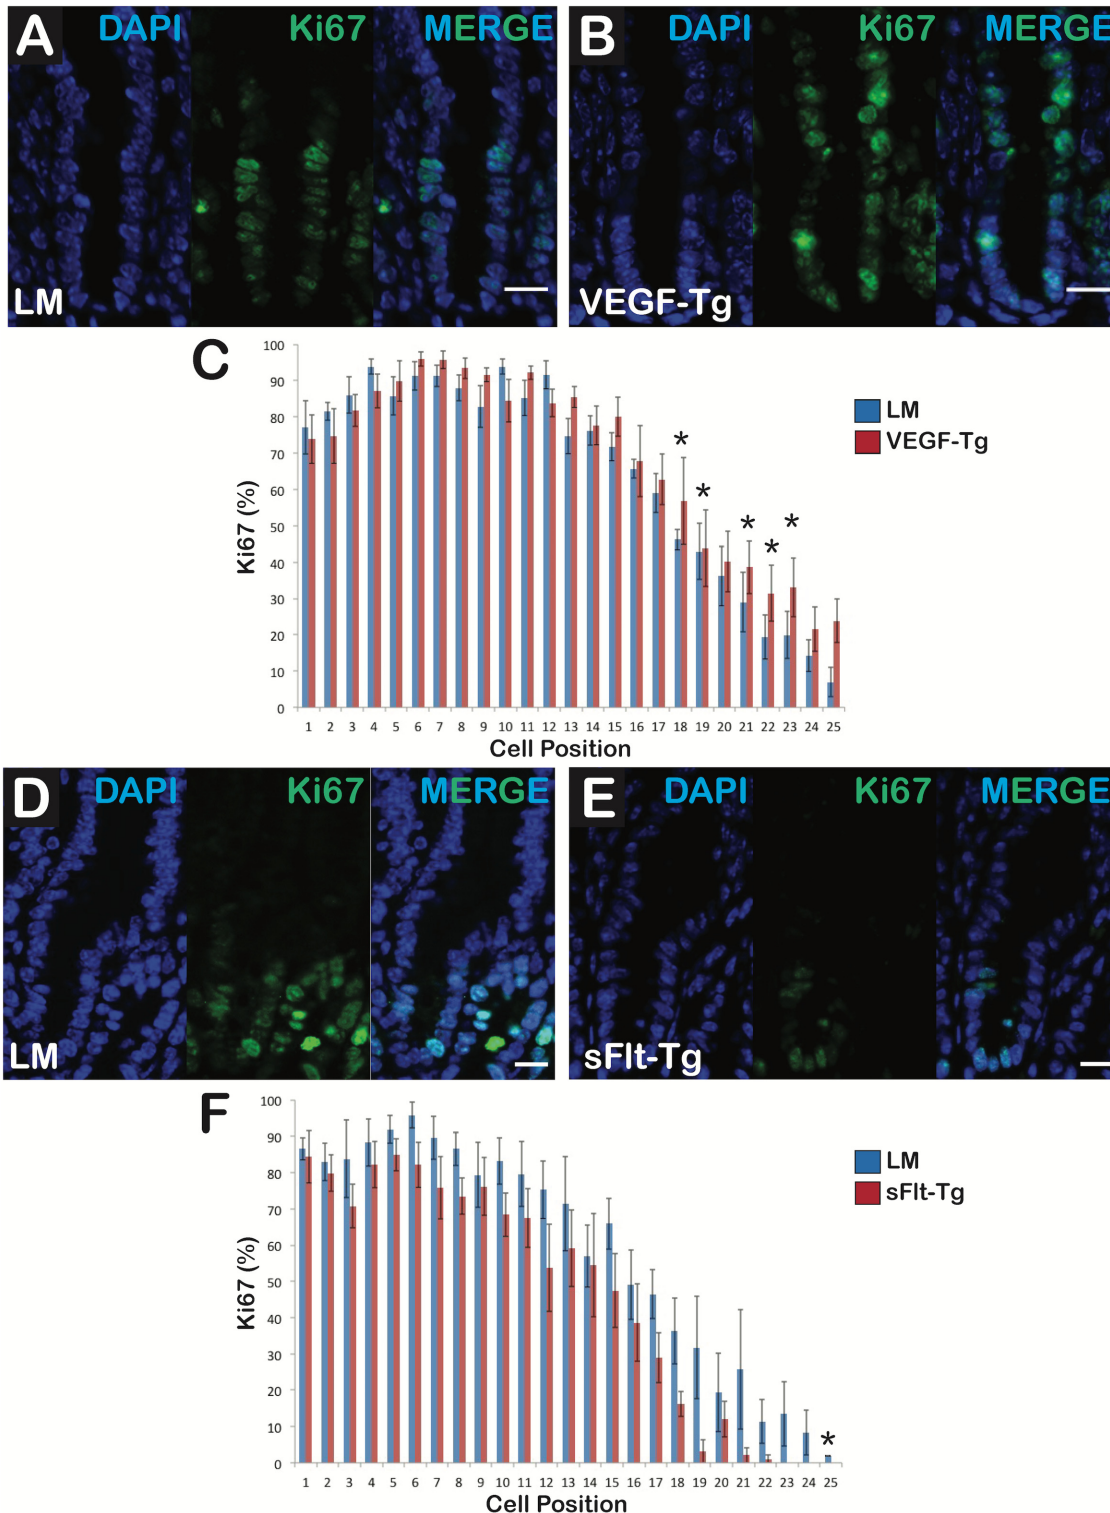 A DAPI Ki67 MERGE
LM
B DAPI Ki67 MERGE
VEGF-Tg
C
Ki67 (%)
100
90
80
70
60
50
40
30
20
10
0
* * * * *
LM
VEGF-Tg
1 2 3 4 5 6 7 8 9 10 11 12 13 14 15 16 17 18 19 20 21 22 23 24 25
Cell Position
D DAPI Ki67 MERGE
LM
E DAPI Ki67 MERGE
sFlt-Tg
F
Ki67 (%)
100
90
80
70
60
50
40
30
20
10
0
*
LM
sFlt-Tg
1 2 3 4 5 6 7 8 9 10 11 12 13 14 15 16 17 18 19 20 21 22 23 24 25
Cell Position